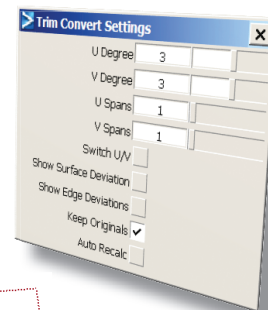 Trim Convert Settings
U Degree 3
V Degree 3
U Spans 1
V Spans 1
Switch U/V
Show Surface Deviation
Show Edge Deviations
Keep Originals
Auto Recalc